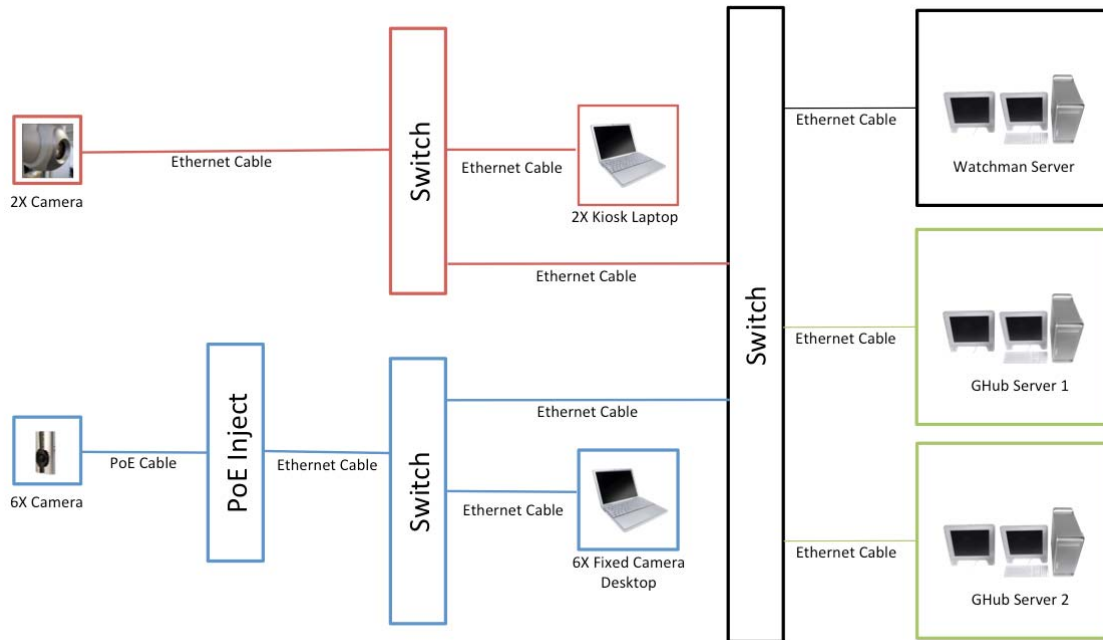 Ethernet Cable
2X Camera
Switch
Ethernet Cable
2X Kiosk Laptop
Ethernet Cable
6X Camera
PoE Cable
PoE Inject
Ethernet Cable
Switch
Ethernet Cable
Ethernet Cable
6X Fixed Camera
Desktop
Switch
Ethernet Cable
Watchman Server
Ethernet Cable
GHub Server 1
Ethernet Cable
GHub Server 2